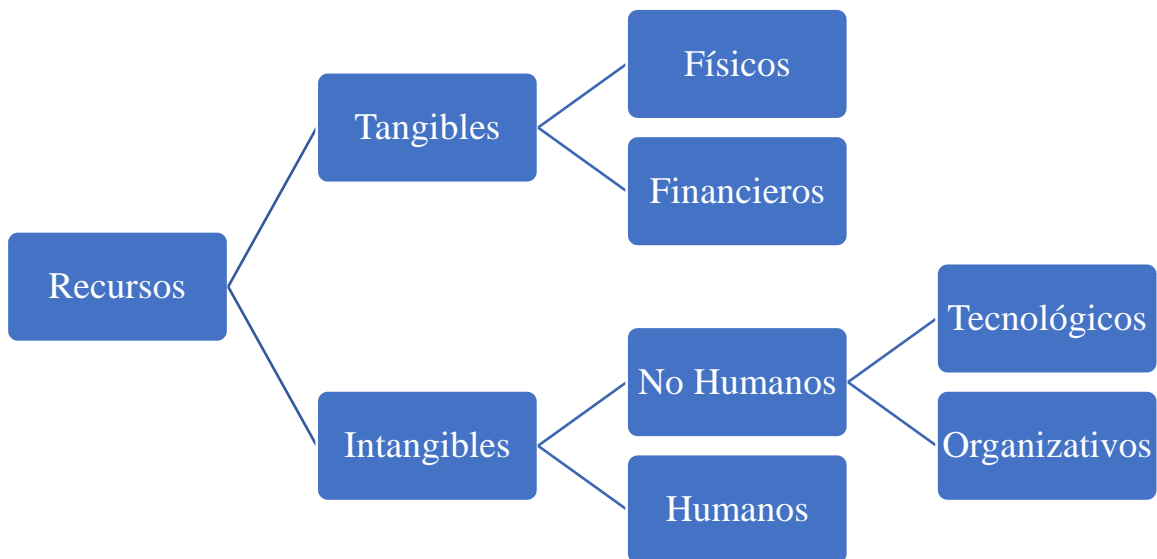 Recursos
Tangibles
Físicos
Financieros
Intangibles
No Humanos
Tecnológicos
Organizativos
Humanos